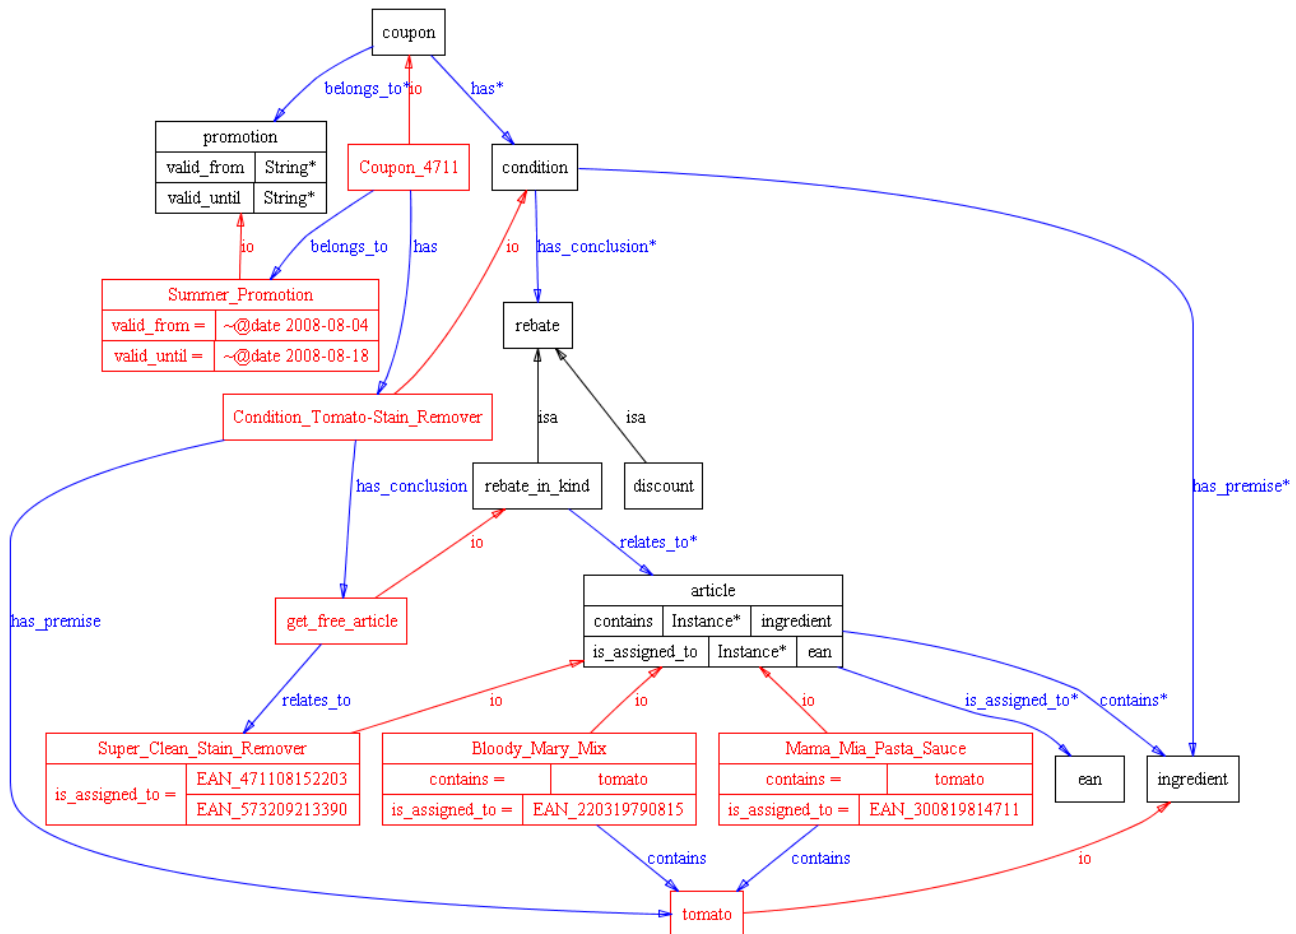 coupon
belongs_to*
io
has*
promotion
valid_from String*
valid_until String*
Coupon_4711
condition
io
belongs_to
has
io
has_conclusion*
Summer_Promotion
valid_from = ~@date 2008-08-04
valid_until = ~@date 2008-08-18
rebate
Condition_Tomato-Stain_Remover
isa
isa
has_conclusion
rebate_in_kind
discount
has_premise*
io
relates_to*
article
contains Instance* ingredient
is_assigned_to Instance* ean
has_premise
get_free_article
relates_to
io
io
io
is_assigned_to*
contains*
Super_Clean_Stain_Remover
is_assigned_to =
EAN_471108152203
EAN_573209213390
Bloody_Mary_Mix
contains = tomato
is_assigned_to = EAN_220319790815
Mama_Mia_Pasta_Sauce
contains = tomato
is_assigned_to = EAN_300819814711
ean
ingredient
contains
contains
io
tomato